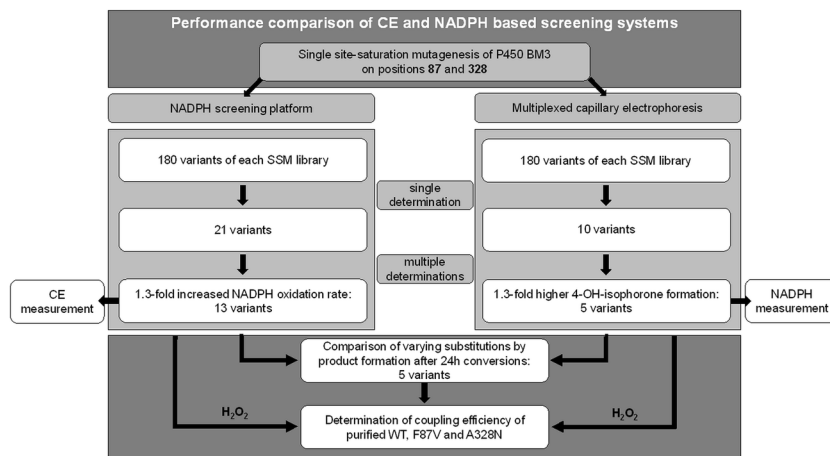 Performance comparison of CE and NADPH based screening systems
Single site-saturation mutagenesis of P450 BM3
on positions 87 and 328
NADPH screening platform
Multiplexed capillary electrophoresis
180 variants of each SSM library
180 variants of each SSM library
single
determination
21 variants
10 variants
multiple
determinations
CE
measurement
1.3-fold increased NADPH oxidation rate:
13 variants
1.3-fold higher 4-OH-isophorone formation:
5 variants
NADPH
measurement
Comparison of varying substitutions by
product formation after 24h conversions:
5 variants
H₂O₂
H₂O₂
Determination of coupling efficiency of
purified WT, F87V and A328N